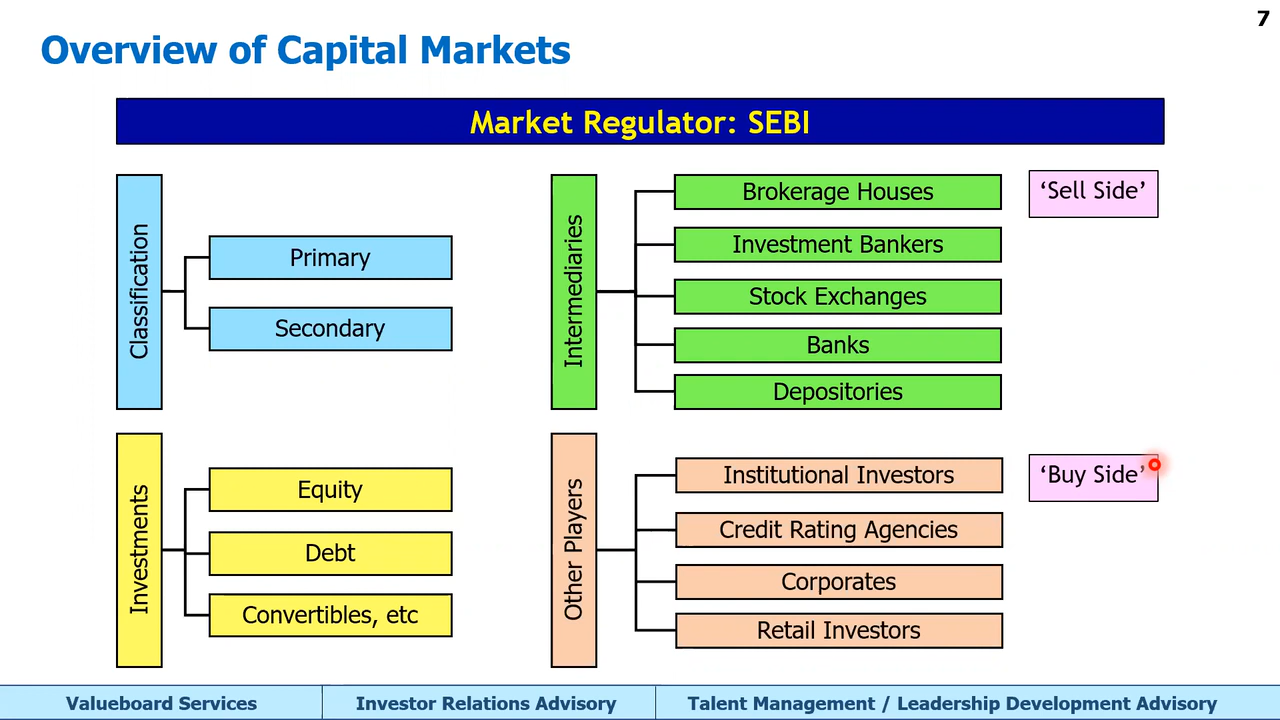 7
Overview of Capital Markets
Market Regulator: SEBI
Classification
Primary
Secondary
Intermediaries
Brokerage Houses
Investment Bankers
Stock Exchanges
Banks
Depositories
‘Sell Side’
Investments
Equity
Debt
Convertibles, etc
Other Players
Institutional Investors
Credit Rating Agencies
Corporates
Retail Investors
‘Buy Side’
Valueboard Services
Investor Relations Advisory
Talent Management / Leadership Development Advisory